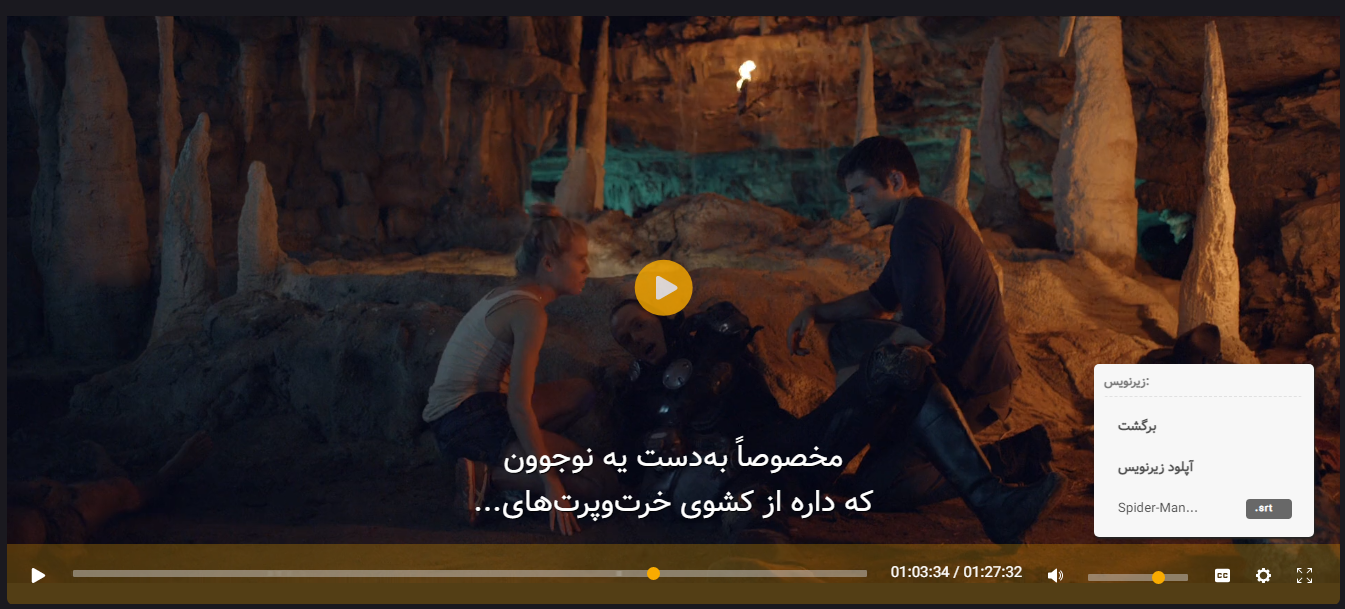 مخصوصاً به‌دست یه نوجوون
که داره از کشوی خرت‌وپرت‌های...
زیرنویس:
برگشت
آپلود زیرنویس
Spider-Man... .srt
01:03:34 / 01:27:32
CC